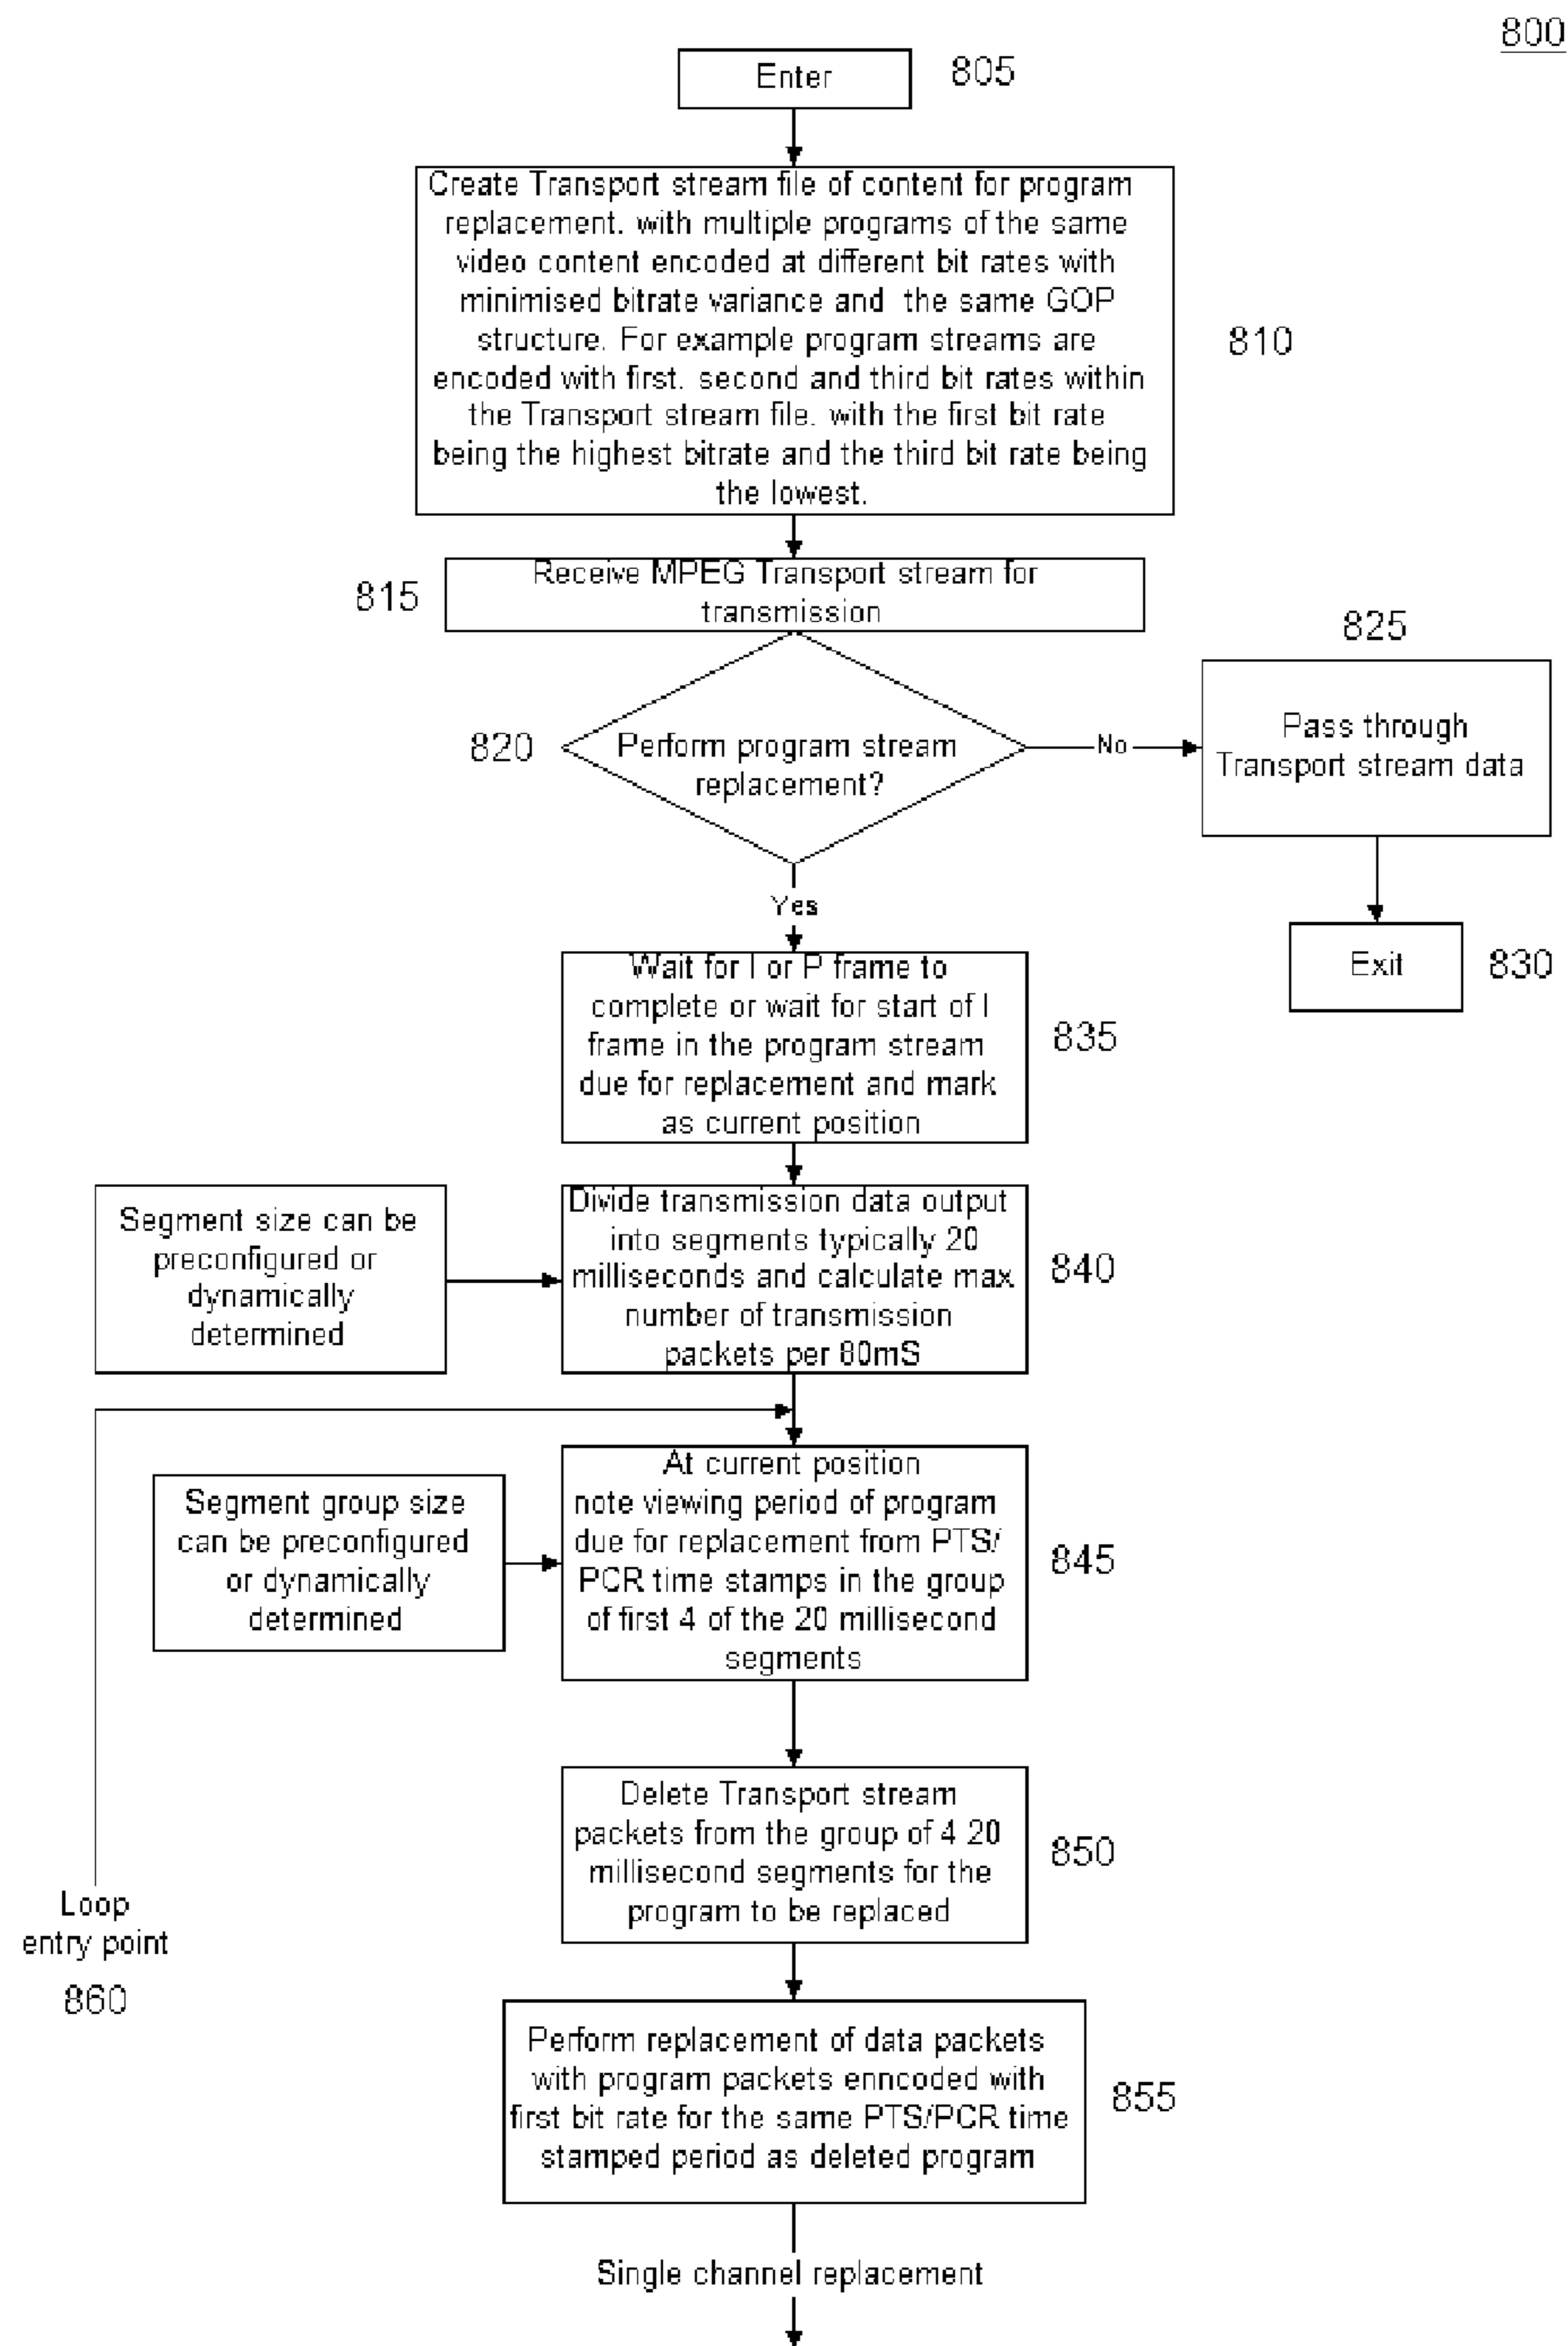 800
Enter
805
Create Transport stream file of content for program
replacement. with multiple programs of the same
video content encoded at different bit rates with
minimised bitrate variance and the same GOP
structure. For example program streams are
encoded with first. second and third bit rates within
the Transport stream file. with the first bit rate
being the highest bitrate and the third bit rate being
the lowest.
810
Receive MPEG Transport stream for
transmission
815
820
Perform program stream
replacement?
No
825
Pass through
Transport stream data
Exit
830
Yes
Wait for I or P frame to
complete or wait for start of I
frame in the program stream
due for replacement and mark
as current position
835
Segment size can be
preconfigured or
dynamically
determined
Divide transmission data output
into segments typically 20
milliseconds and calculate max
number of transmission
packets per 80mS
840
Segment group size
can be preconfigured
or dynamically
determined
At current position
note viewing period of program
due for replacement from PTS/
PCR time stamps in the group
of first 4 of the 20 millisecond
segments
845
Delete Transport stream
packets from the group of 4 20
millisecond segments for the
program to be replaced
850
Loop
entry point
860
Perform replacement of data packets
with program packets enncoded with
first bit rate for the same PTS/PCR time
stamped period as deleted program
855
Single channel replacement